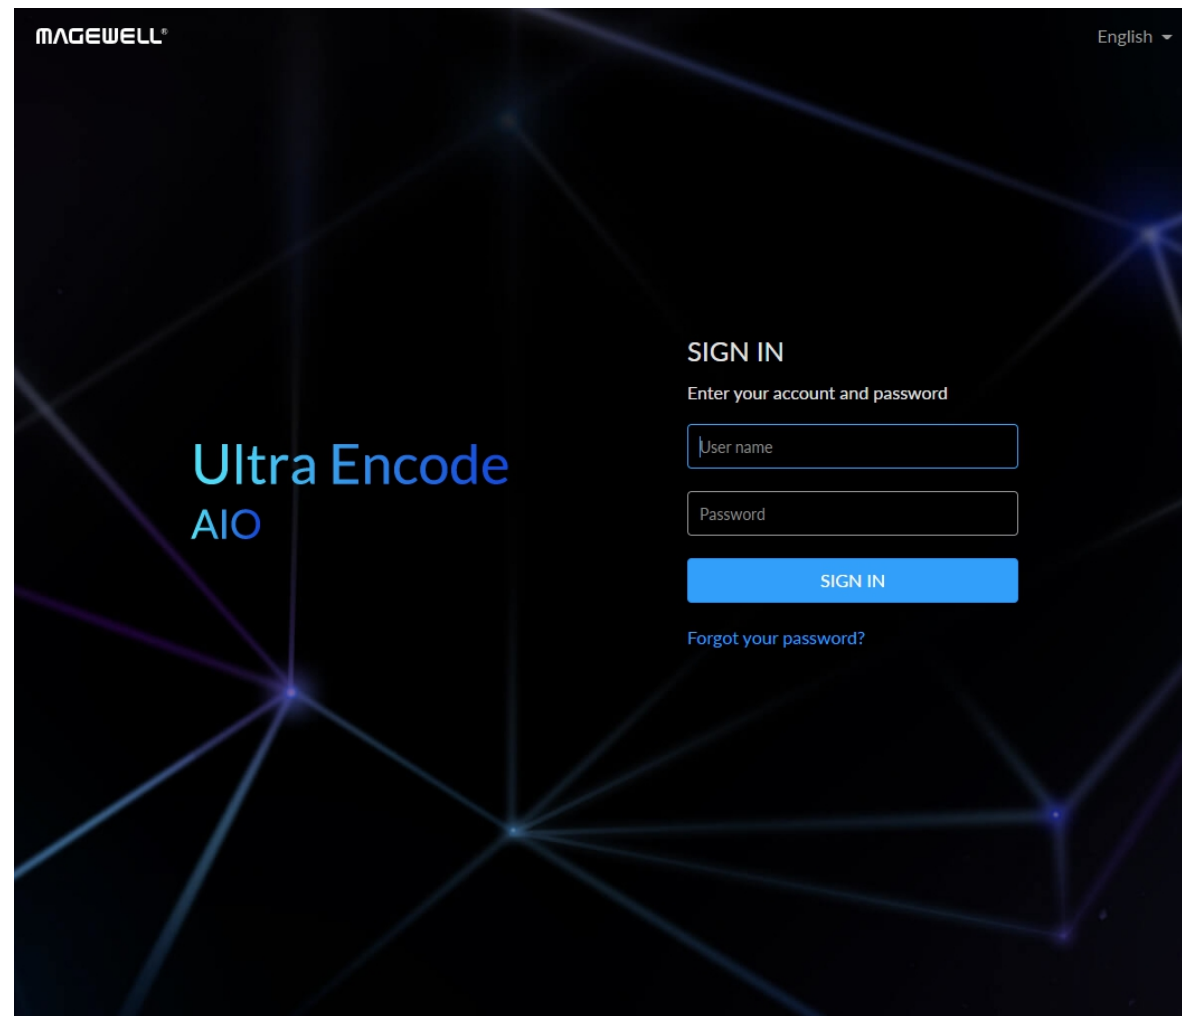 MAGEWELL®
English
SIGN IN
Enter your account and password
User name
Ultra Encode
AIO
Password
SIGN IN
Forgot your password?